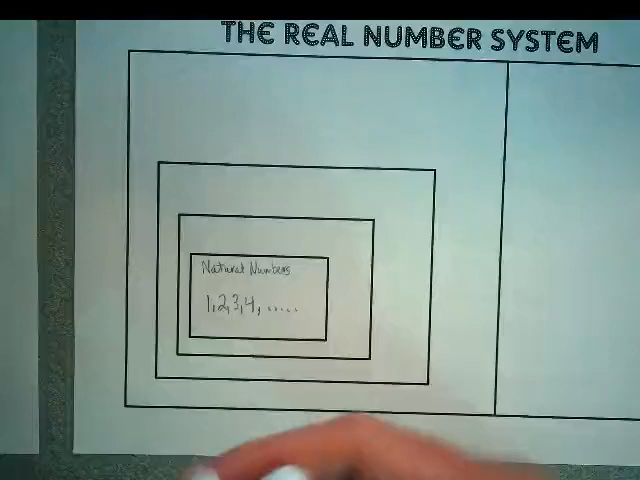 THE REAL NUMBER SYSTEM
Natural Numbers
1,2,3,4,.....